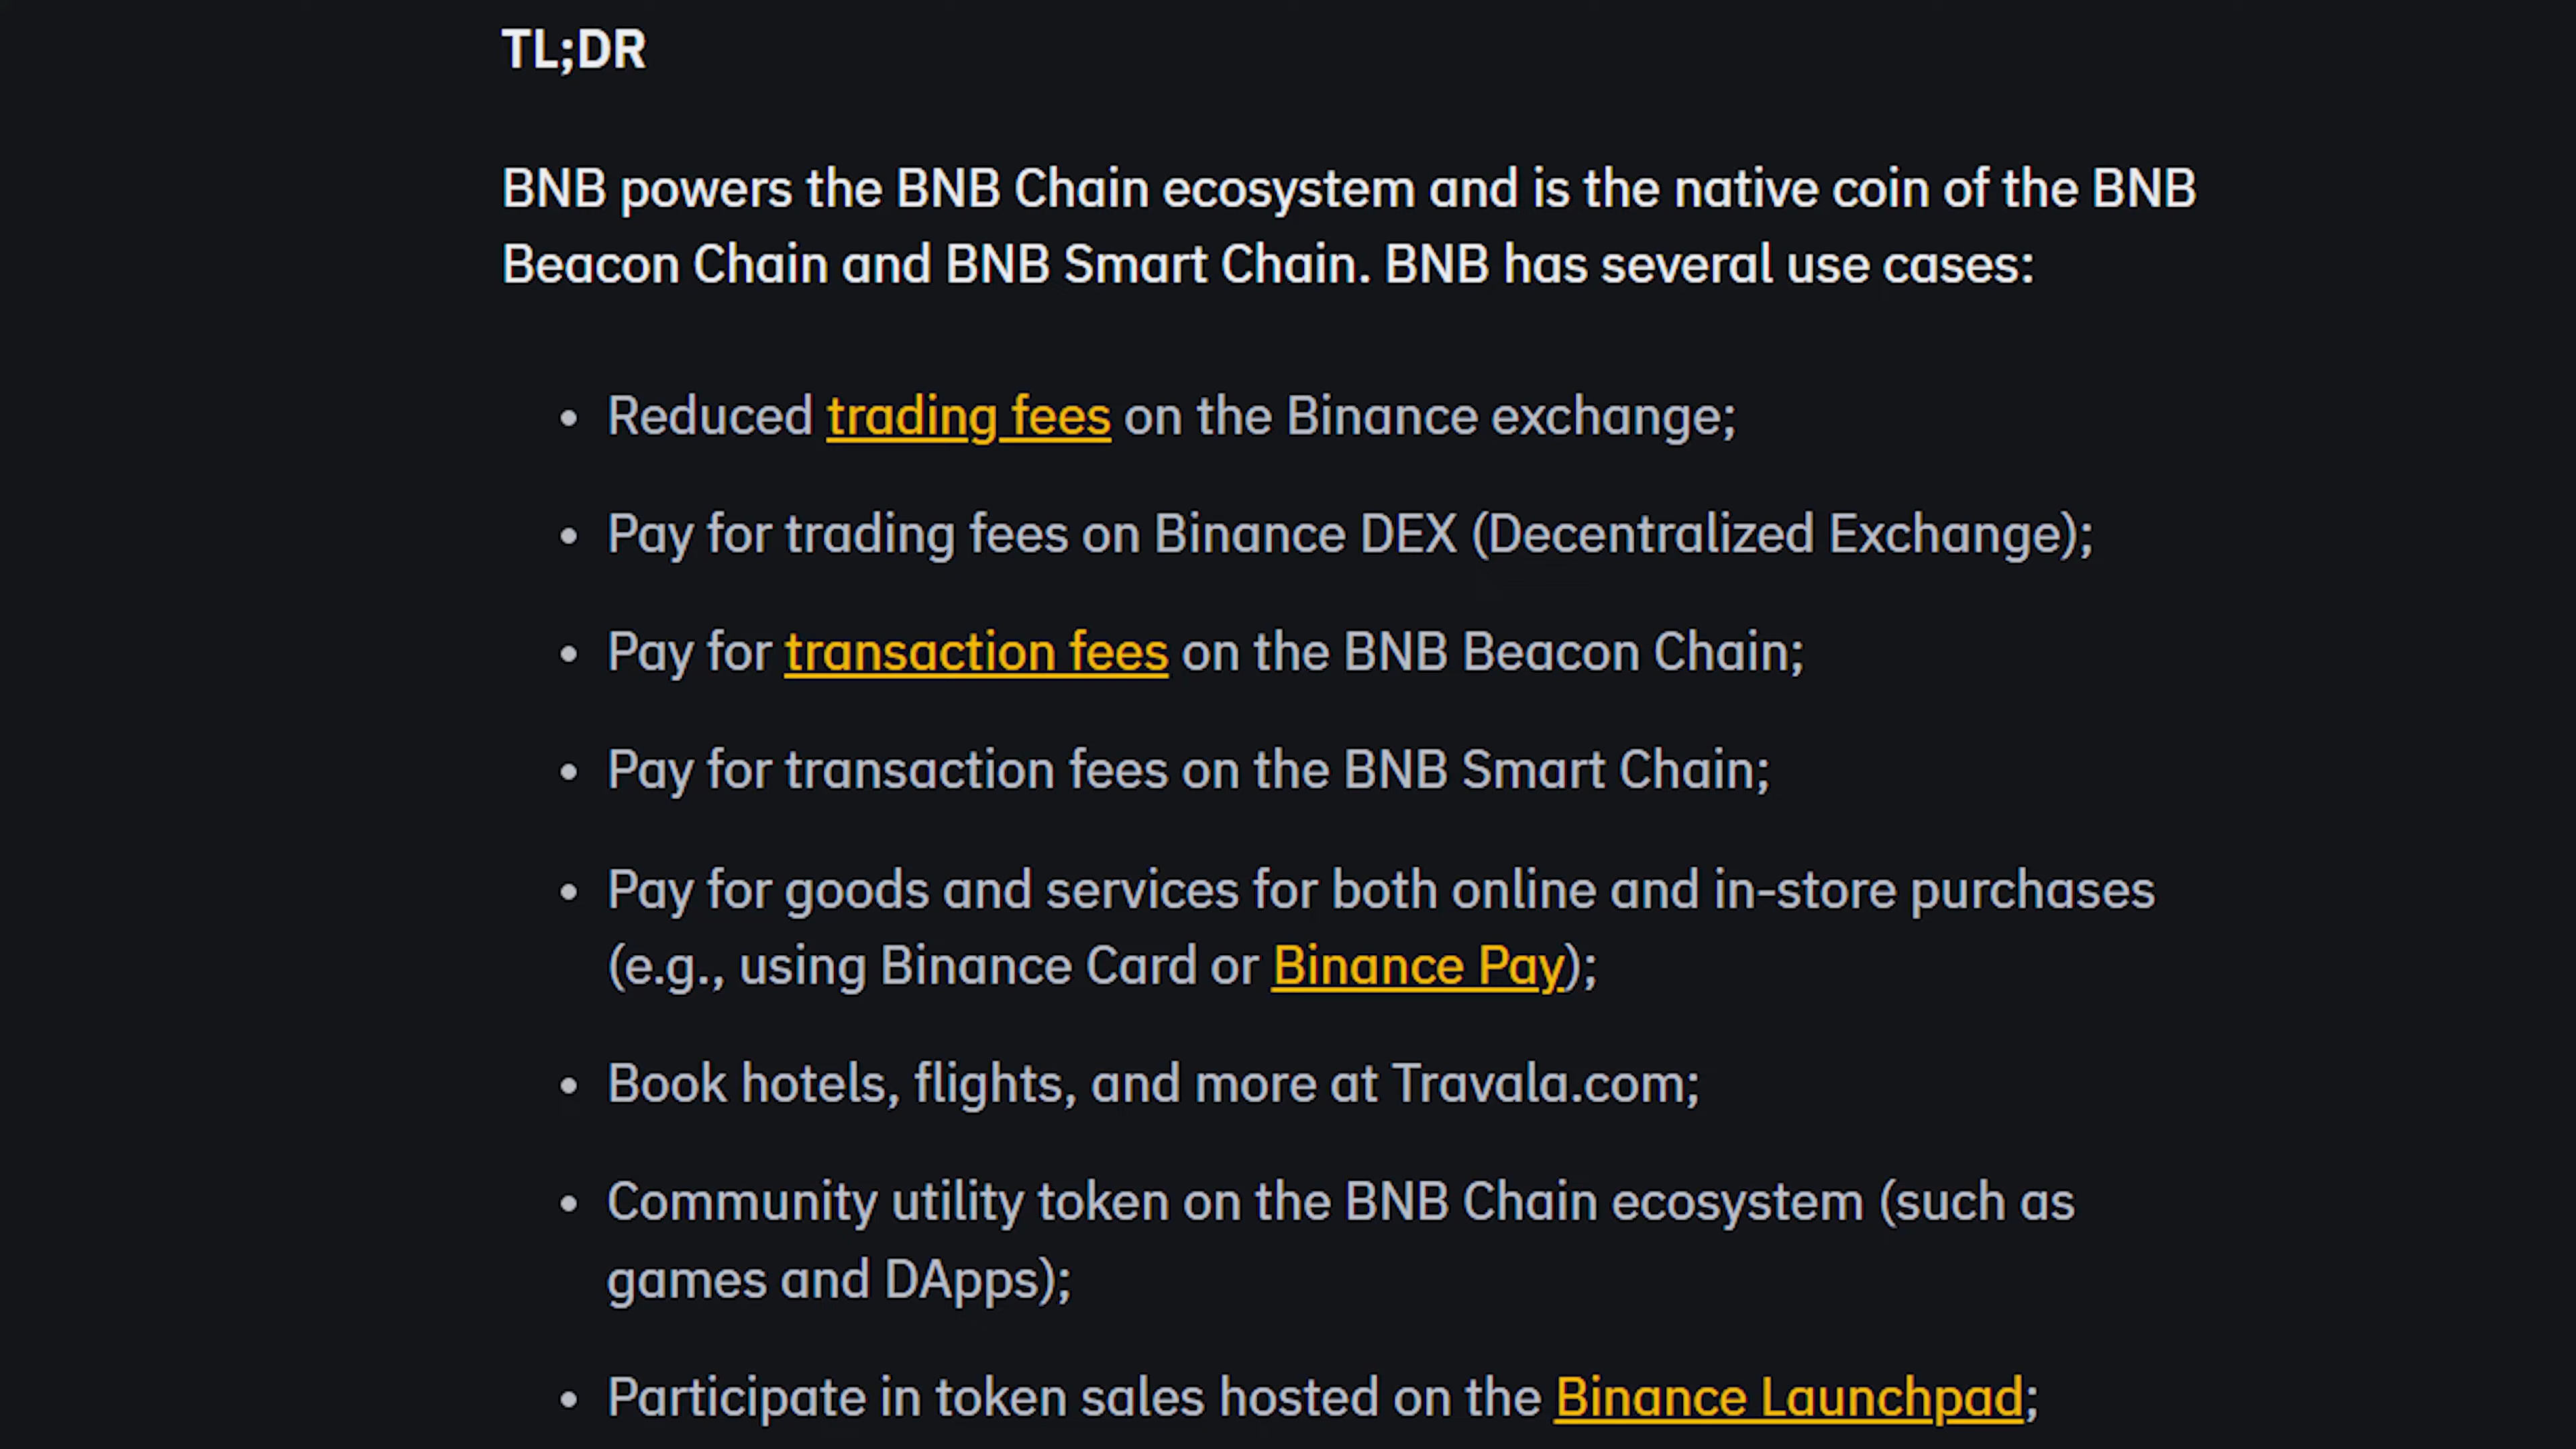 TL;DR
BNB powers the BNB Chain ecosystem and is the native coin of the BNB
Beacon Chain and BNB Smart Chain. BNB has several use cases:
• Reduced trading fees on the Binance exchange;
• Pay for trading fees on Binance DEX (Decentralized Exchange);
• Pay for transaction fees on the BNB Beacon Chain;
• Pay for transaction fees on the BNB Smart Chain;
• Pay for goods and services for both online and in-store purchases
(e.g., using Binance Card or Binance Pay);
• Book hotels, flights, and more at Travala.com;
• Community utility token on the BNB Chain ecosystem (such as
games and DApps);
• Participate in token sales hosted on the Binance Launchpad;